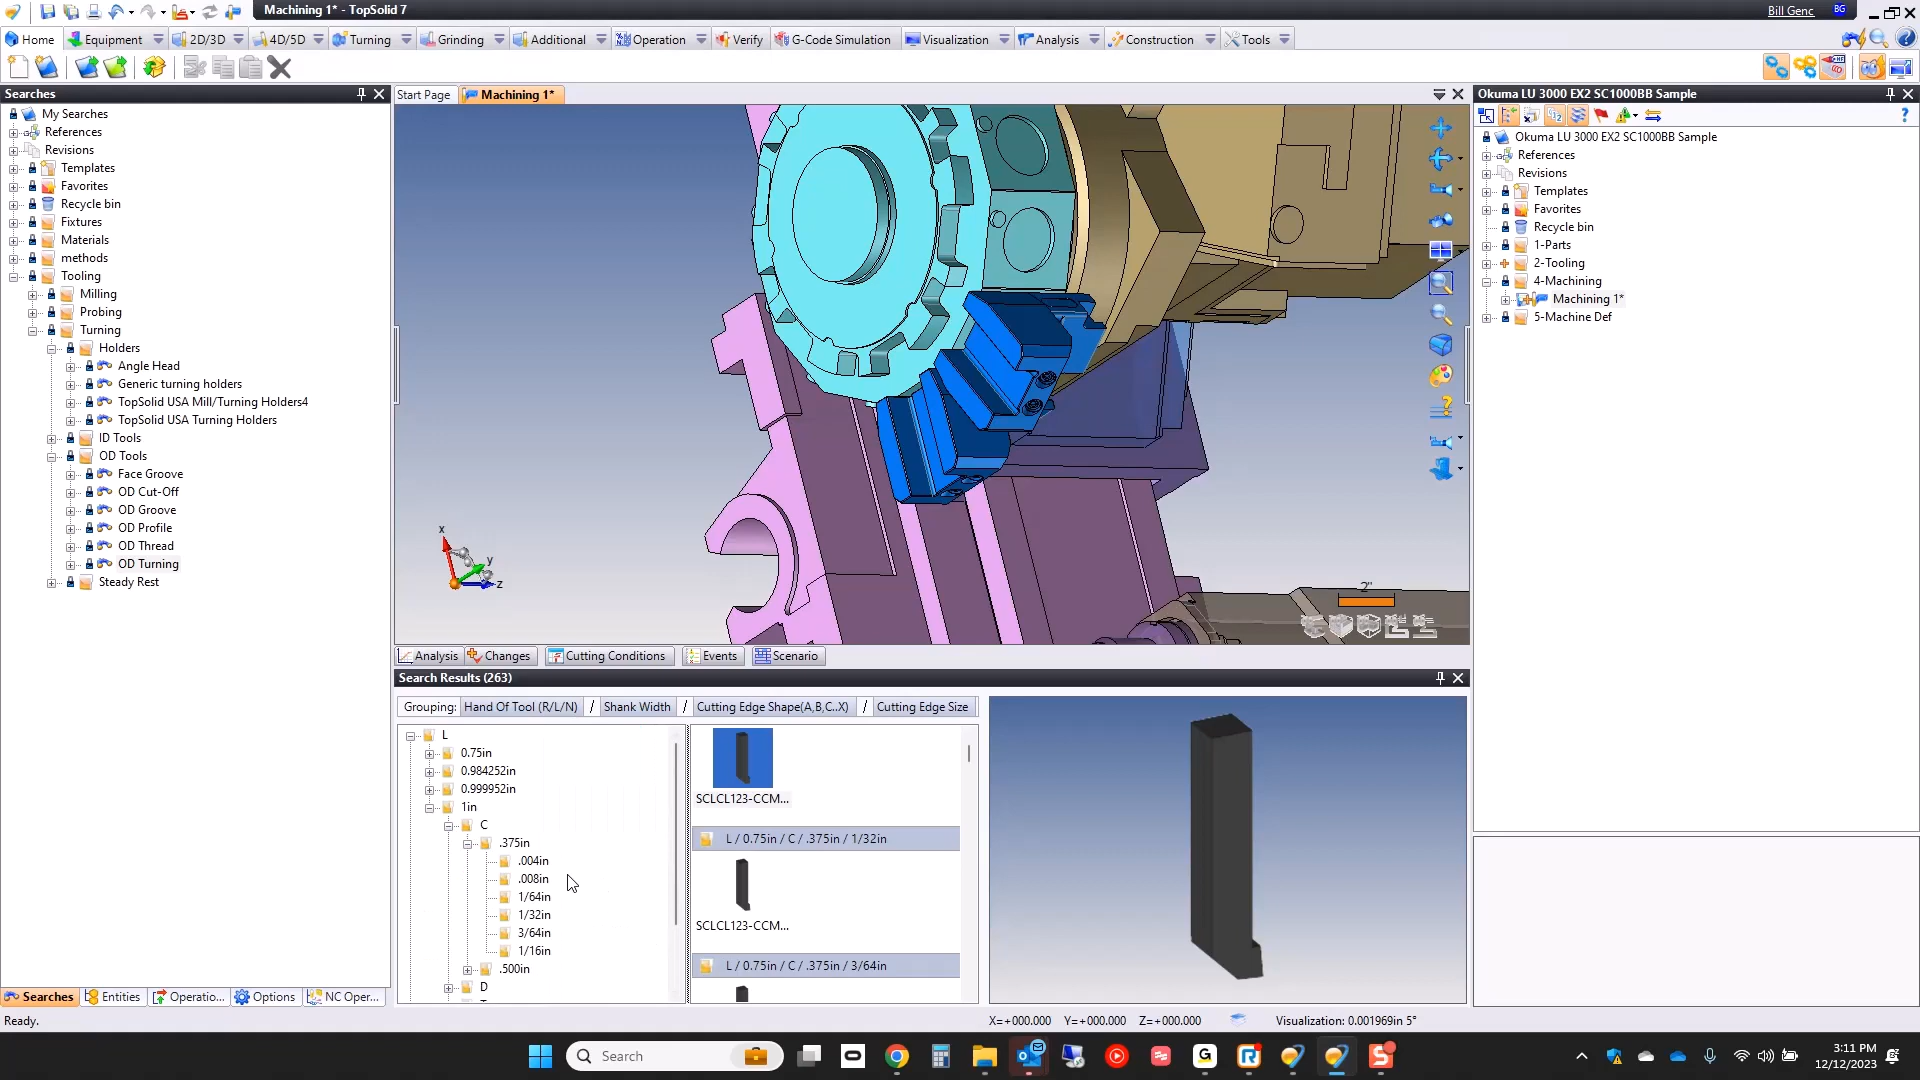 Machining 1* - TopSolid 7
Bill Genc
BG
Home
Equipment
2D/3D
4D/5D
Turning
Grinding
Additional
Operation
Verify
G-Code Simulation
Visualization
Analysis
Construction
Tools
Searches
My Searches
References
Revisions
Templates
Favorites
Recycle bin
Fixtures
Materials
methods
Tooling
Milling
Probing
Turning
Holders
Angle Head
Generic turning holders
TopSolid USA Mill/Turning Holders4
TopSolid USA Turning Holders
ID Tools
OD Tools
Face Groove
OD Cut-Off
OD Groove
OD Profile
OD Thread
OD Turning
Steady Rest
Searches
Entities
Operatio...
Options
NC Oper...
Start Page
Machining 1*
x
y
z
2"
Analysis
Changes
Cutting Conditions
Events
Scenario
Search Results (263)
Grouping:
Hand Of Tool (R/L/N)
/
Shank Width
/
Cutting Edge Shape(A,B,C..X)
/
Cutting Edge Size
L
0.75in
0.984252in
0.999952in
1in
C
.375in
.004in
.008in
1/64in
1/32in
3/64in
1/16in
.500in
D
SCLCL123-CCM...
L / 0.75in / C / .375in / 1/32in
SCLCL123-CCM...
L / 0.75in / C / .375in / 3/64in
Okuma LU 3000 EX2 SC1000BB Sample
Okuma LU 3000 EX2 SC1000BB Sample
References
Revisions
Templates
Favorites
Recycle bin
1-Parts
2-Tooling
4-Machining
Machining 1*
5-Machine Def
Ready.
X=+000.000 Y=+000.000 Z=+000.000
Visualization: 0.001969in 5°
Search
3:11 PM
12/12/2023